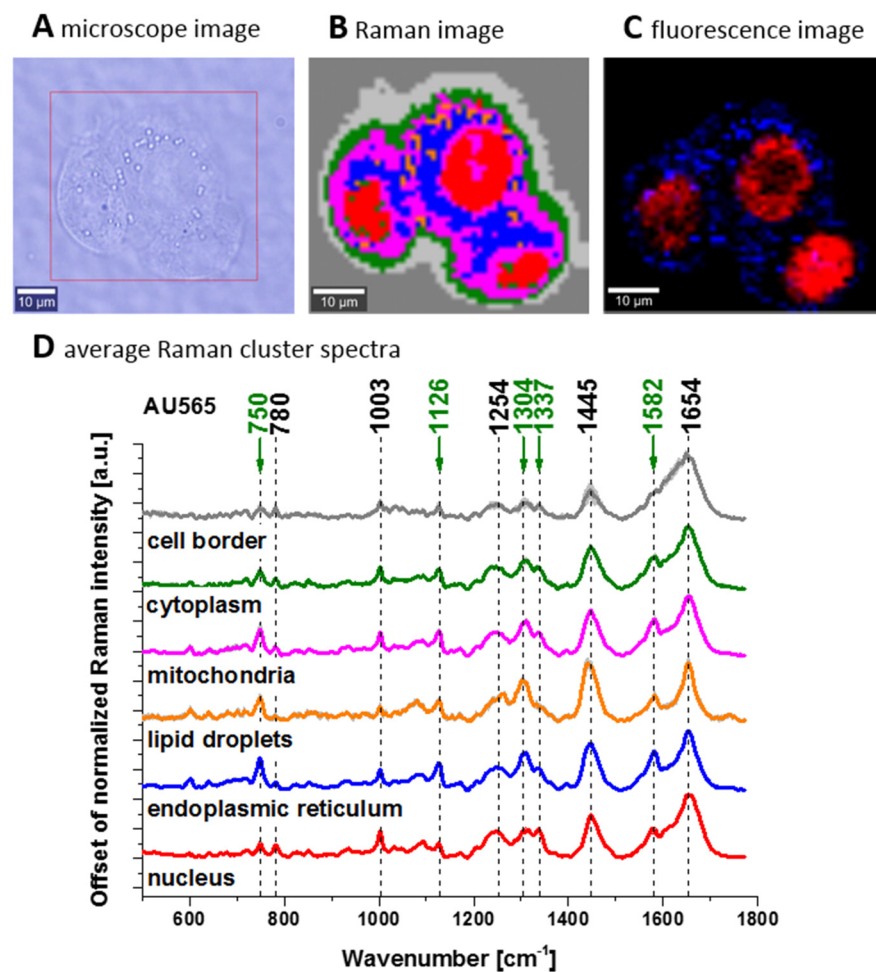 A microscope image
B Raman image
C fluorescence image
10 µm
10 µm
10 µm
D average Raman cluster spectra
AU565
750
780
1003
1126
1254
1304
1337
1445
1582
1654
Offset of normalized Raman intensity [a.u.]
cell border
cytoplasm
mitochondria
lipid droplets
endoplasmic reticulum
nucleus
600 800 1000 1200 1400 1600 1800
Wavenumber [cm⁻¹]